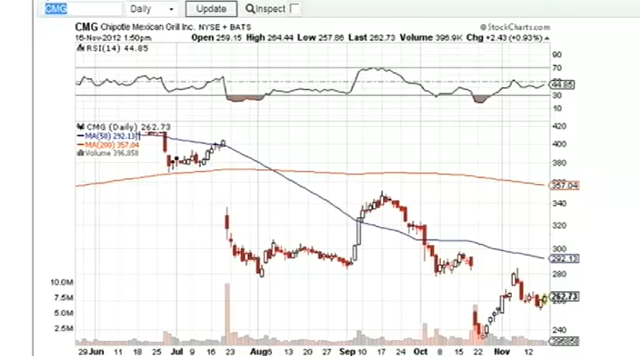 CMG Daily Update Inspect
CMG Chipotle Mexican Grill Inc. NYSE + BATS © StockCharts.com
16-Nov-2012 1:50pm Open 259.15 High 264.44 Low 257.86 Last 262.73 Volume 396.9K Chg +2.43 (+0.93%)
RSI(14) 44.85
90
70
44.85
30
10
CMG (Daily) 262.73
MA(50) 292.13
MA(200) 357.04
Volume 396,858
420
400
380
357.04
340
320
300
292.13
280
262.73
240
10.0M
7.5M
5.0M
2.5M
396858
29 Jun 11 18 25 Jul 9 16 23 Aug 6 13 20 27 Sep 10 17 24 Oct 8 15 22 Nov 12